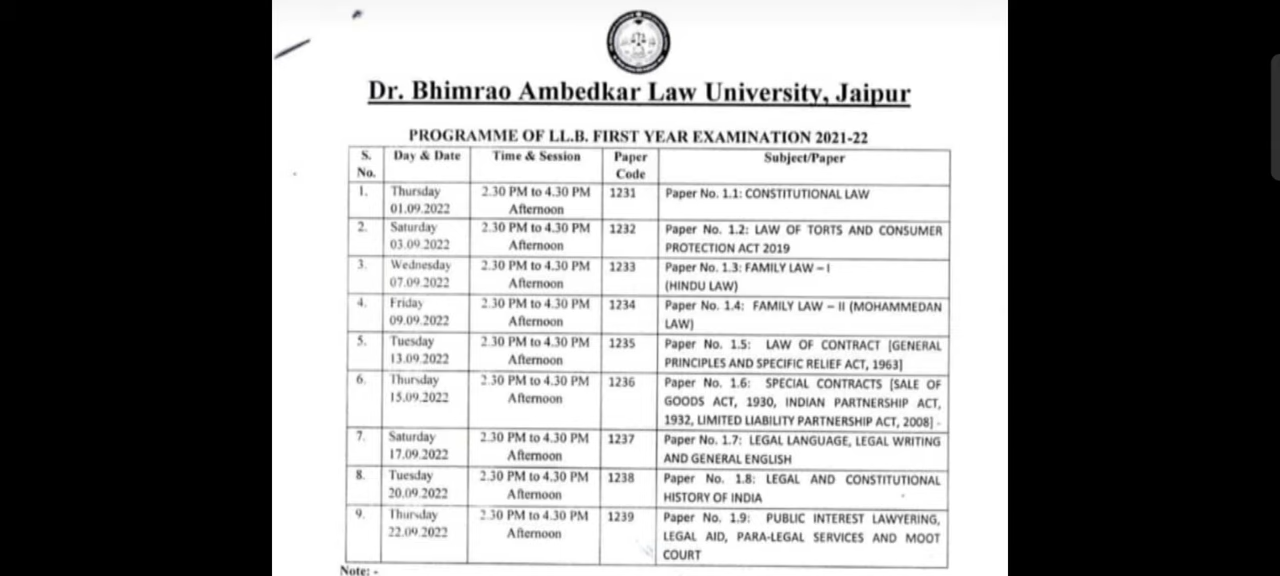 Dr. Bhimrao Ambedkar Law University, Jaipur
PROGRAMME OF LL.B. FIRST YEAR EXAMINATION 2021-22
S. No. Day & Date Time & Session Paper Code Subject/Paper
1. Thursday 01.09.2022 2.30 PM to 4.30 PM Afternoon 1231 Paper No. 1.1: CONSTITUTIONAL LAW
2. Saturday 03.09.2022 2.30 PM to 4.30 PM Afternoon 1232 Paper No. 1.2: LAW OF TORTS AND CONSUMER PROTECTION ACT 2019
3. Wednesday 07.09.2022 2.30 PM to 4.30 PM Afternoon 1233 Paper No. 1.3: FAMILY LAW – I (HINDU LAW)
4. Friday 09.09.2022 2.30 PM to 4.30 PM Afternoon 1234 Paper No. 1.4: FAMILY LAW – II (MOHAMMEDAN LAW)
5. Tuesday 13.09.2022 2.30 PM to 4.30 PM Afternoon 1235 Paper No. 1.5: LAW OF CONTRACT [GENERAL PRINCIPLES AND SPECIFIC RELIEF ACT, 1963]
6. Thursday 15.09.2022 2.30 PM to 4.30 PM Afternoon 1236 Paper No. 1.6: SPECIAL CONTRACTS [SALE OF GOODS ACT, 1930, INDIAN PARTNERSHIP ACT, 1932, LIMITED LIABILITY PARTNERSHIP ACT, 2008] -
7. Saturday 17.09.2022 2.30 PM to 4.30 PM Afternoon 1237 Paper No. 1.7: LEGAL LANGUAGE, LEGAL WRITING AND GENERAL ENGLISH
8. Tuesday 20.09.2022 2.30 PM to 4.30 PM Afternoon 1238 Paper No. 1.8: LEGAL AND CONSTITUTIONAL HISTORY OF INDIA
9. Thursday 22.09.2022 2.30 PM to 4.30 PM Afternoon 1239 Paper No. 1.9: PUBLIC INTEREST LAWYERING, LEGAL AID, PARA-LEGAL SERVICES AND MOOT COURT
Note: -